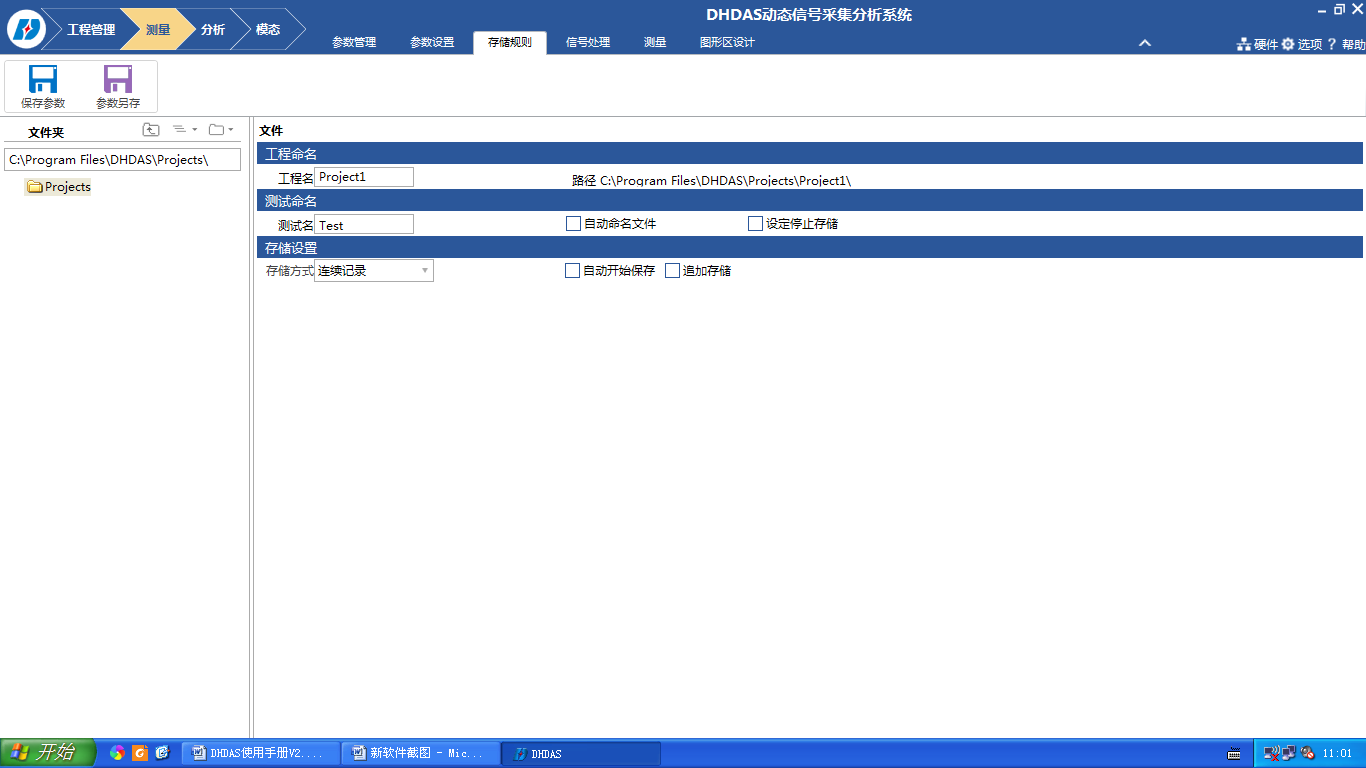 DHDAS动态信号采集分析系统
工程管理 测量 分析 模态
参数管理 参数设置 存储规则 信号处理 测量 图形区设计
硬件 选项 ? 帮助
保存参数 参数另存
文件夹
C:\Program Files\DHDAS\Projects\
Projects
文件
工程命名
工程名 Project1 路径 C:\Program Files\DHDAS\Projects\Project1\
测试命名
测试名 Test 自动命名文件 设定停止存储
存储设置
存储方式 连续记录 自动开始保存 追加存储
开始 DHDAS使用手册V2.... 新软件截图 - Mic... DHDAS 11:01